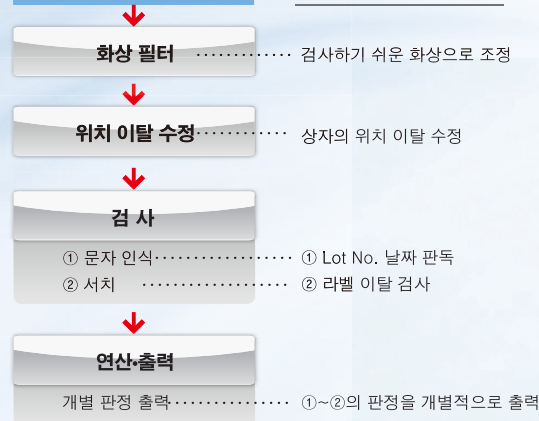 화상 필터 ············· 검사하기 쉬운 화상으로 조정
위치 이탈 수정 ············ 상자의 위치 이탈 수정
검 사
① 문자 인식 ·················· ① Lot No. 날짜 판독
② 서치 ··················· ② 라벨 이탈 검사
연산·출력
개별 판정 출력 ················ ①~②의 판정을 개별적으로 출력